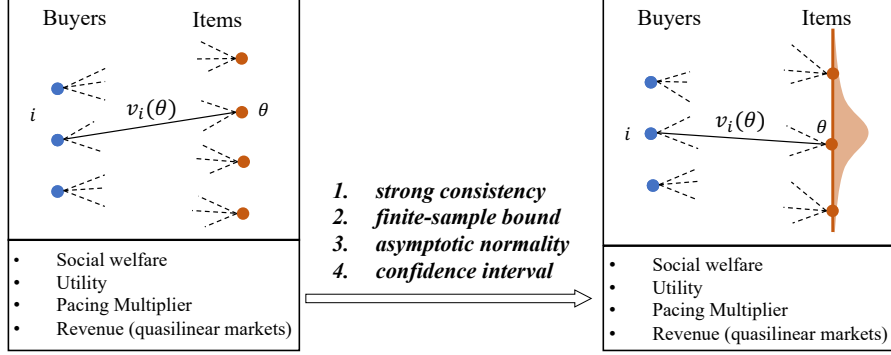 Buyers Items
i
v_i(θ)
θ
• Social welfare
• Utility
• Pacing Multiplier
• Revenue (quasilinear markets)
1. strong consistency
2. finite-sample bound
3. asymptotic normality
4. confidence interval
Buyers Items
i
v_i(θ)
θ
• Social welfare
• Utility
• Pacing Multiplier
• Revenue (quasilinear markets)